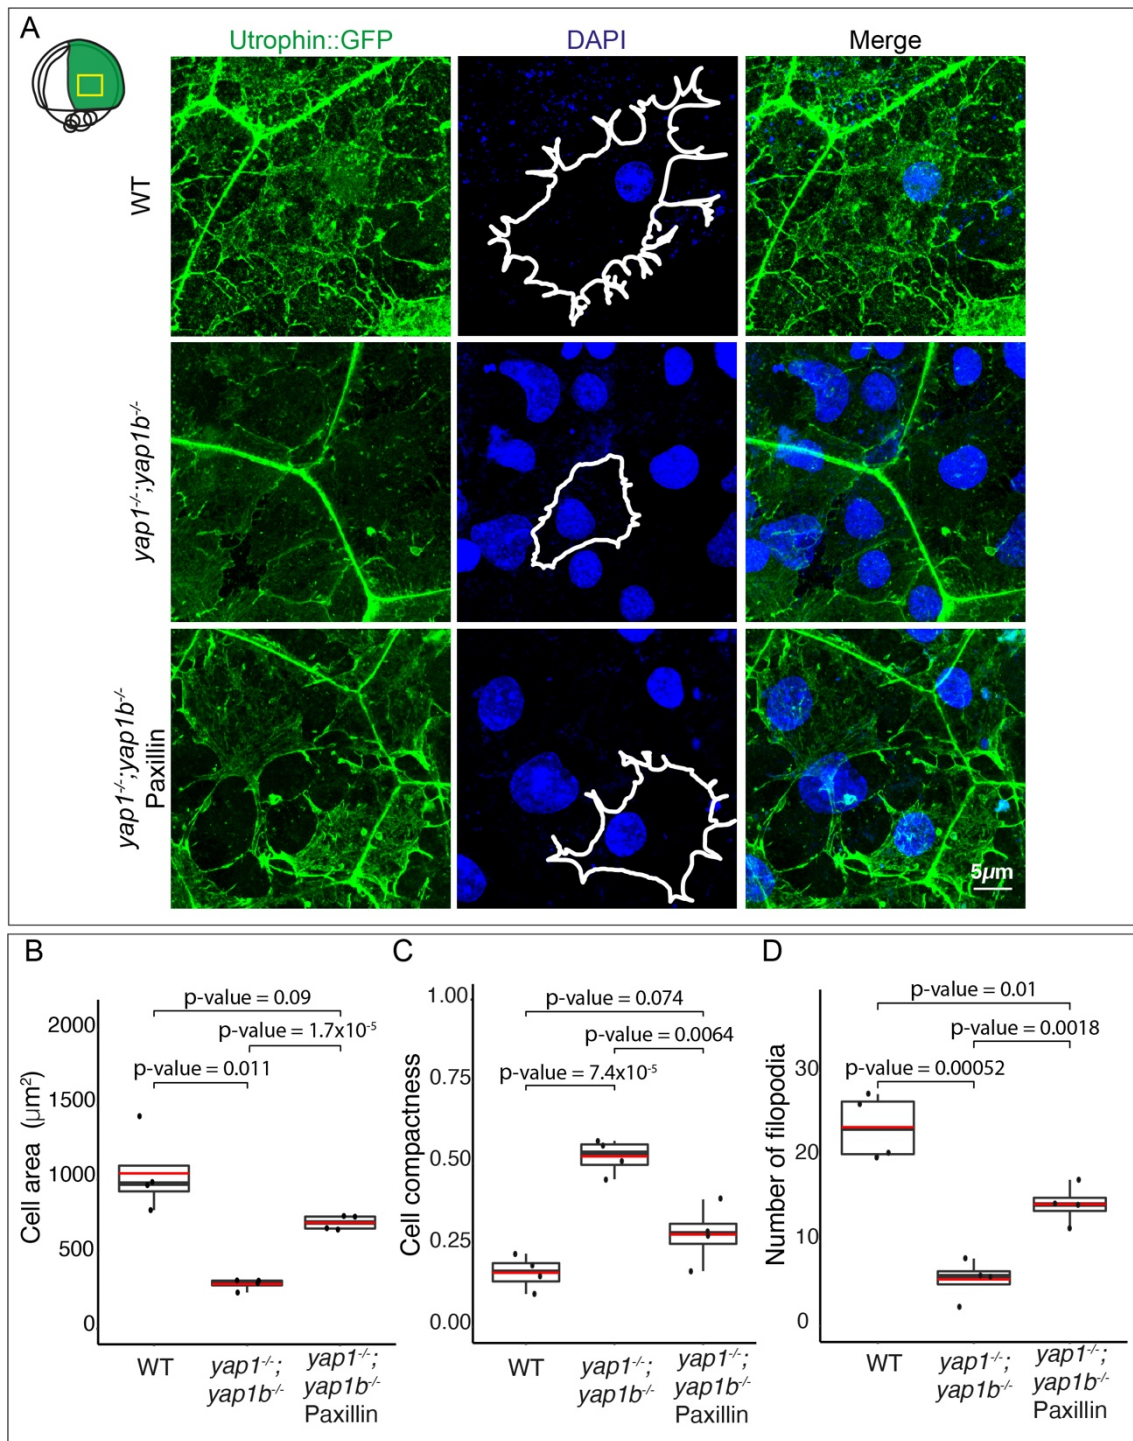 A
Utrophin::GFP
DAPI
Merge
WT
yap1-/-;yap1b-/-
yap1-/-;yap1b-/-
Paxillin
5µm
B
p-value = 0.09
p-value = 1.7x10-5
p-value = 0.011
Cell area (µm2)
2000
1500
1000
500
0
WT
yap1-/-;
yap1b-/-
yap1-/-;
yap1b-/-
Paxillin
C
p-value = 0.074
p-value = 0.0064
p-value = 7.4x10-5
Cell compactness
1.00
0.75
0.50
0.25
0.00
WT
yap1-/-;
yap1b-/-
yap1-/-;
yap1b-/-
Paxillin
D
p-value = 0.01
p-value = 0.0018
p-value = 0.00052
Number of filopodia
30
20
10
0
WT
yap1-/-;
yap1b-/-
yap1-/-;
yap1b-/-
Paxillin